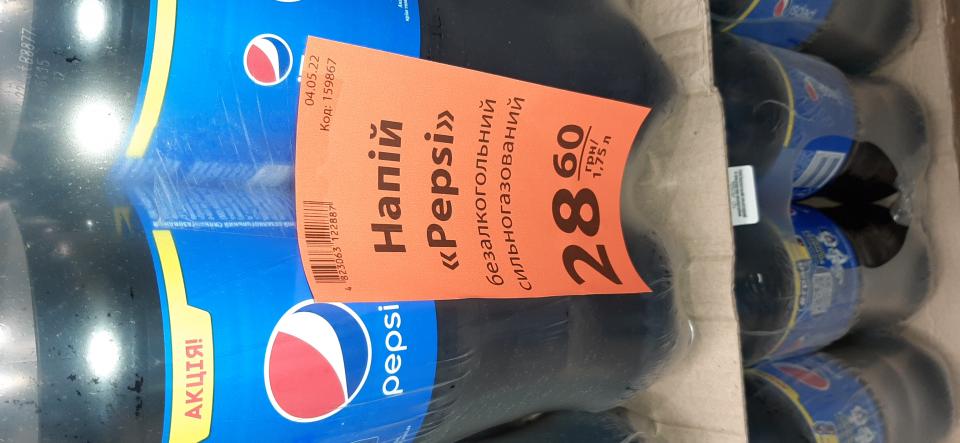 04.05.22
Код: 159867
4 823063 122887
Напій
«Pepsi»
безалкогольний
сильногазований
28 60
грн/
1,75 л
АКЦІЯ!
pepsi